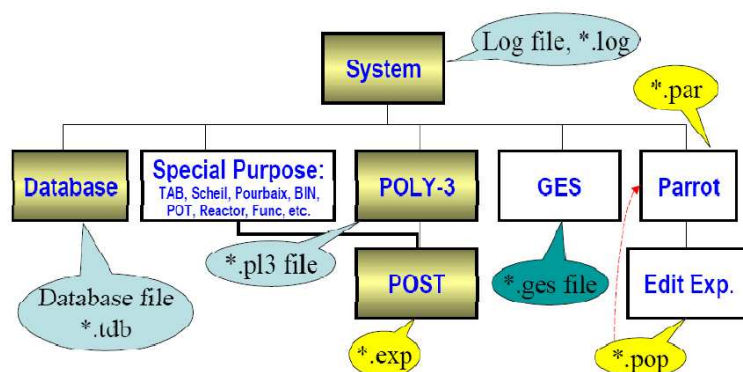 Log file, *.log
System
*.par
Database
Special Purpose:
TAB, Scheil, Pourbaix, BIN,
POT, Reactor, Func, etc.
POLY-3
GES
Parrot
*.pl3 file
*.ges file
Database file
*.tdb
POST
Edit Exp.
*.exp
*.pop